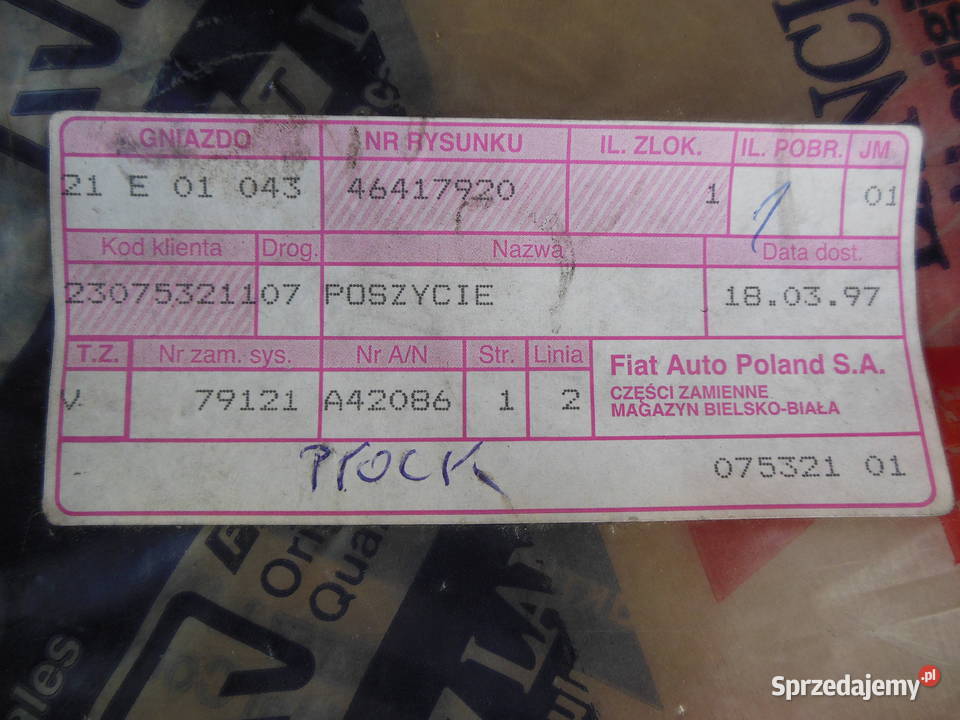 GNIAZDO NR RYSUNKU IL. ZLOK. IL. POBR. JM
21 E 01 043 46417920 1 1 01
Kod klienta Drog. Nazwa Data dost.
23075321107 POSZYCIE 18.03.97
T.Z. Nr zam. sys. Nr A/N Str. Linia
V 79121 A42086 1 2
Fiat Auto Poland S.A.
CZĘŚCI ZAMIENNE
MAGAZYN BIELSKO-BIAŁA
PŁOCK 075321 01
Sprzedajemy.pl